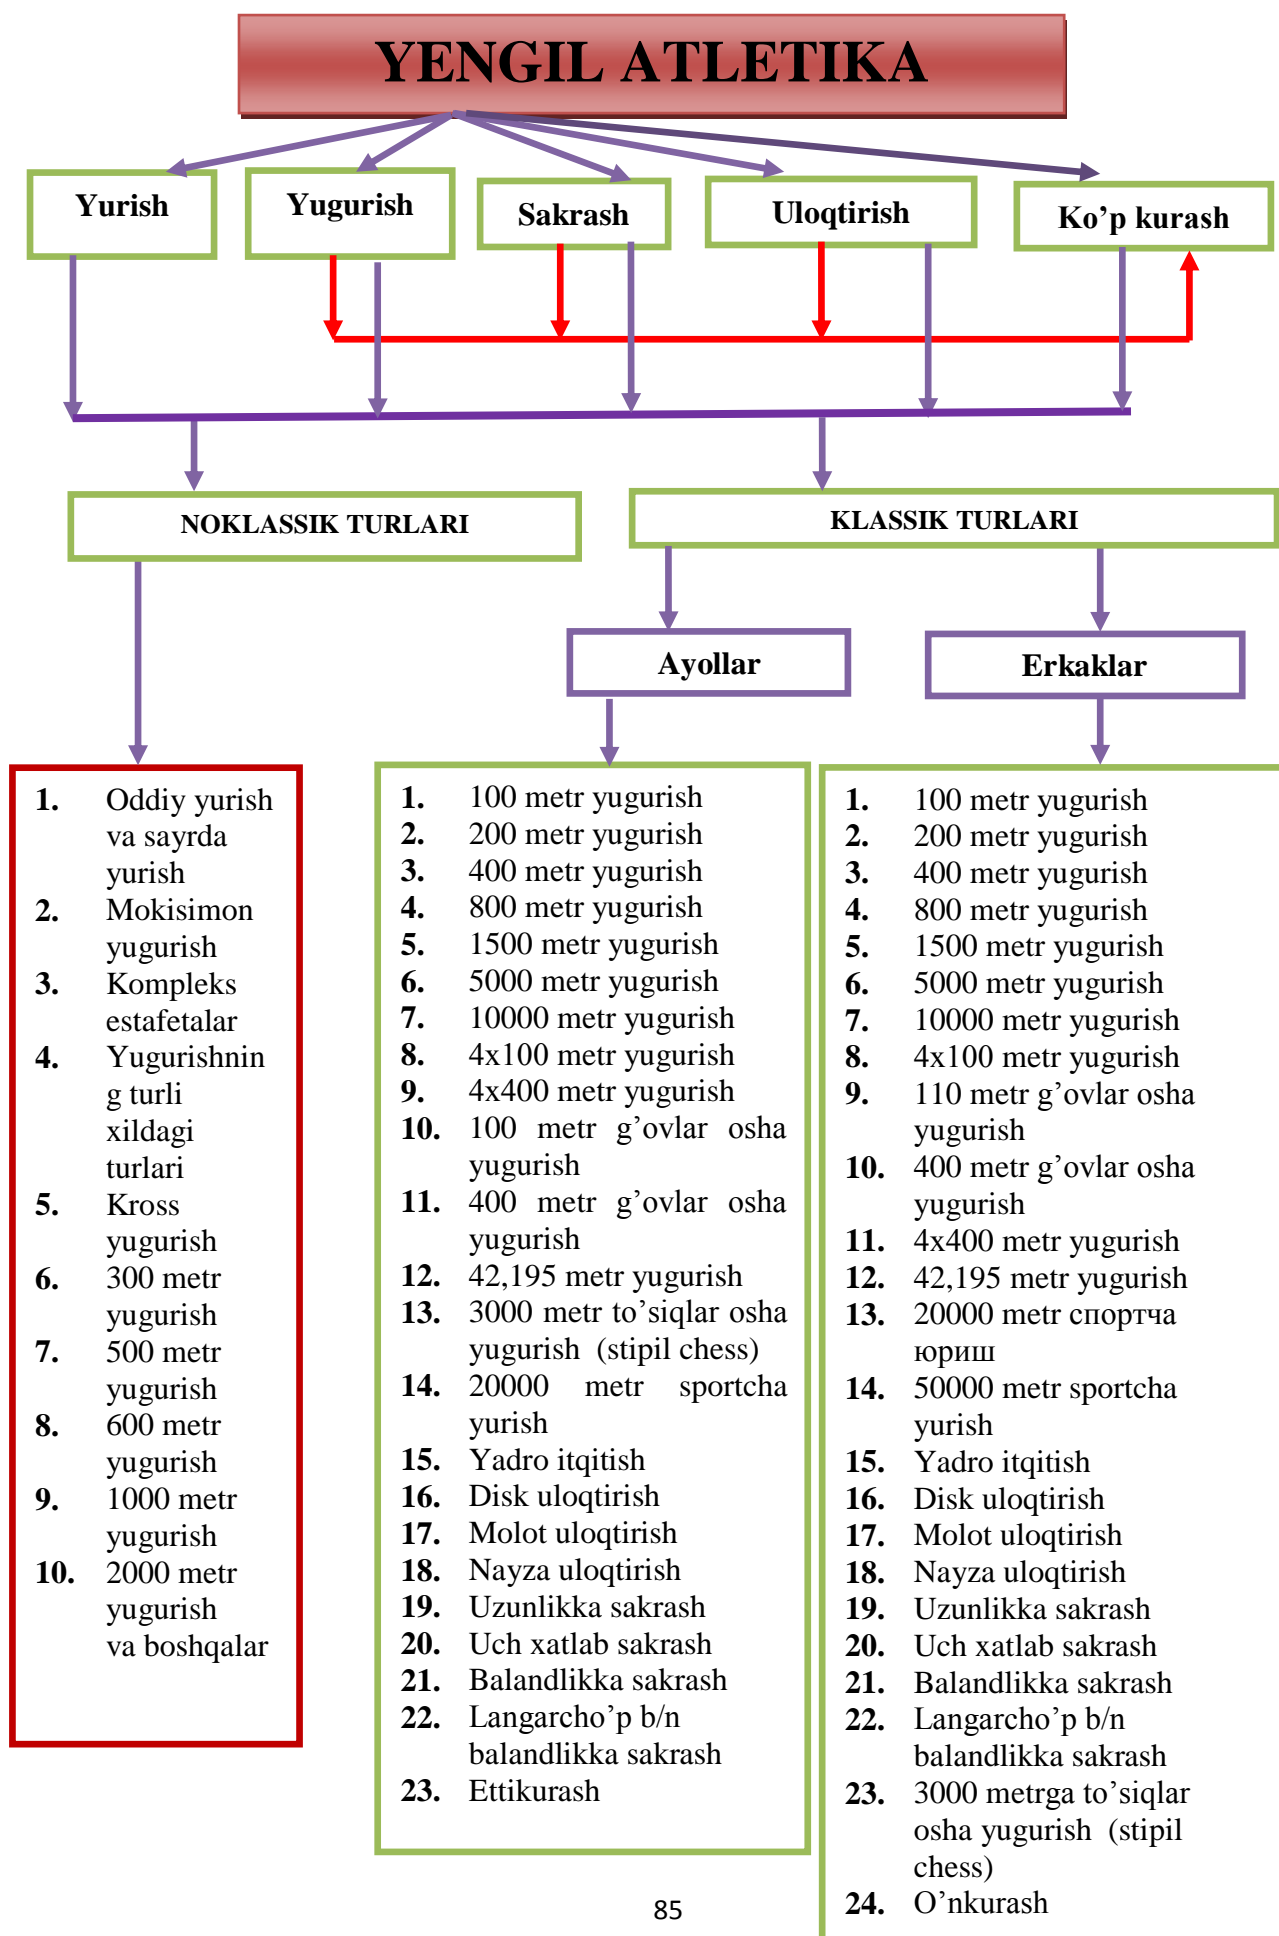 YENGIL ATLETIKA
Yurish
Yugurish
Sakrash
Uloqtirish
Ko’p kurash
NOKLASSIK TURLARI
KLASSIK TURLARI
Ayollar
Erkaklar
1. Oddiy yurish
va sayrda
yurish
2. Mokisimon
yugurish
3. Kompleks
estafetalar
4. Yugurishnin
g turli
xildagi
turlari
5. Kross
yugurish
6. 300 metr
yugurish
7. 500 metr
yugurish
8. 600 metr
yugurish
9. 1000 metr
yugurish
10. 2000 metr
yugurish
va boshqalar
1. 100 metr yugurish
2. 200 metr yugurish
3. 400 metr yugurish
4. 800 metr yugurish
5. 1500 metr yugurish
6. 5000 metr yugurish
7. 10000 metr yugurish
8. 4x100 metr yugurish
9. 4x400 metr yugurish
10. 100 metr g’ovlar osha
yugurish
11. 400 metr g’ovlar osha
yugurish
12. 42,195 metr yugurish
13. 3000 metr to’siqlar osha
yugurish (stipil chess)
14. 20000 metr sportcha
yurish
15. Yadro itqitish
16. Disk uloqtirish
17. Molot uloqtirish
18. Nayza uloqtirish
19. Uzunlikka sakrash
20. Uch xatlab sakrash
21. Balandlikka sakrash
22. Langarcho’p b/n
balandlikka sakrash
23. Ettikurash
1. 100 metr yugurish
2. 200 metr yugurish
3. 400 metr yugurish
4. 800 metr yugurish
5. 1500 metr yugurish
6. 5000 metr yugurish
7. 10000 metr yugurish
8. 4x100 metr yugurish
9. 110 metr g’ovlar osha
yugurish
10. 400 metr g’ovlar osha
yugurish
11. 4x400 metr yugurish
12. 42,195 metr yugurish
13. 20000 metr спортча
юриш
14. 50000 metr sportcha
yurish
15. Yadro itqitish
16. Disk uloqtirish
17. Molot uloqtirish
18. Nayza uloqtirish
19. Uzunlikka sakrash
20. Uch xatlab sakrash
21. Balandlikka sakrash
22. Langarcho’p b/n
balandlikka sakrash
23. 3000 metrga to’siqlar
osha yugurish (stipil
chess)
24. O’nkurash
85